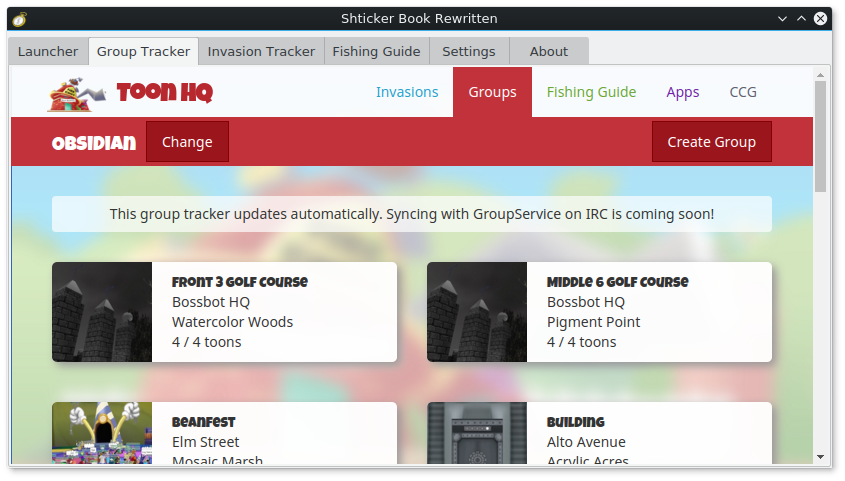 Shticker Book Rewritten
Launcher Group Tracker Invasion Tracker Fishing Guide Settings About
Toon HQ Invasions Groups Fishing Guide Apps CCG
Obsidian Change Create Group
This group tracker updates automatically. Syncing with GroupService on IRC is coming soon!
Front 3 Golf Course
Bossbot HQ
Watercolor Woods
4 / 4 toons
Middle 6 Golf Course
Bossbot HQ
Pigment Point
4 / 4 toons
Beanfest
Elm Street
Mosaic Marsh
Building
Alto Avenue
Acrylic Acres